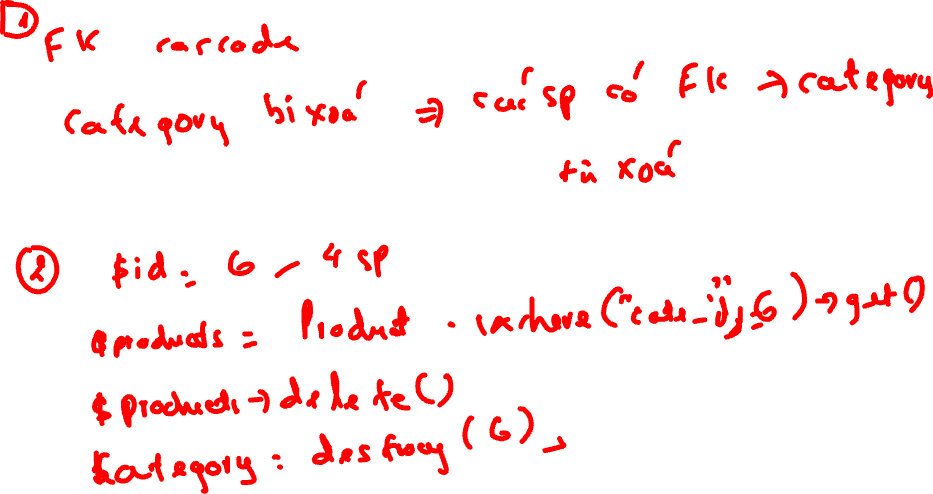 1 FK cascade
category bị xoá ⇒ các sp có FK → category
tự xoá
2 $id = 6 - 4 sp
$products = Product . where("cate_id", 6) → get()
$products → delete()
$category : destroy (6),